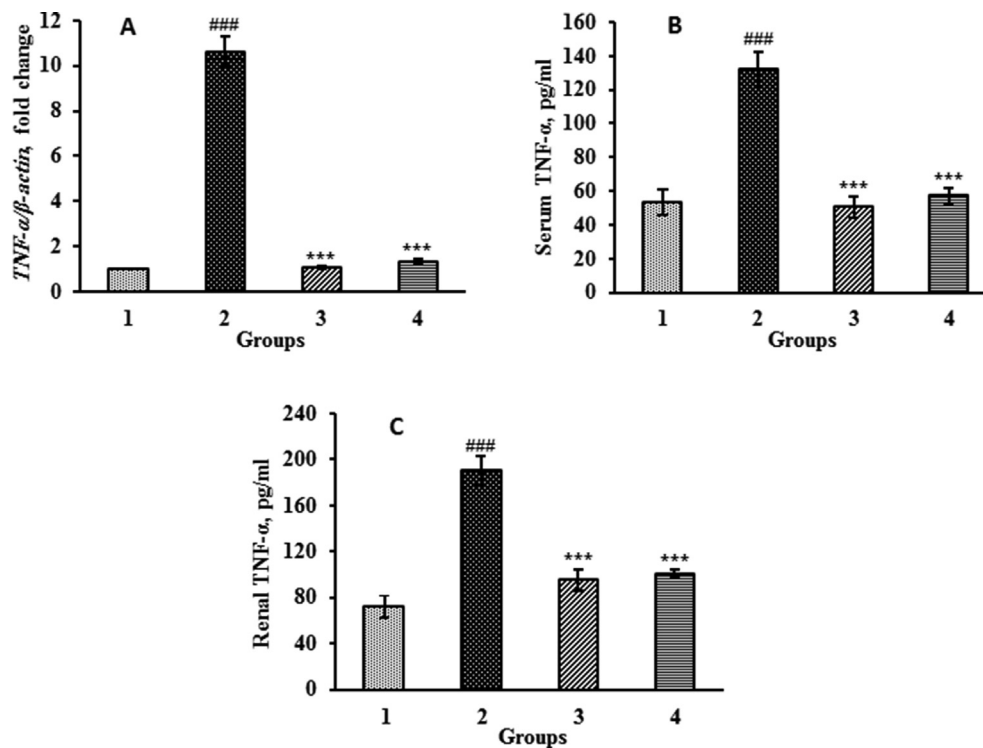 A
TNF-α/β-actin, fold change
12
10
8
6
4
2
0
###
***
***
1 2 3 4
Groups
B
Serum TNF-α, pg/ml
160
140
120
100
80
60
40
20
0
###
***
***
1 2 3 4
Groups
C
Renal TNF-α, pg/ml
240
200
160
120
80
40
0
###
***
***
1 2 3 4
Groups